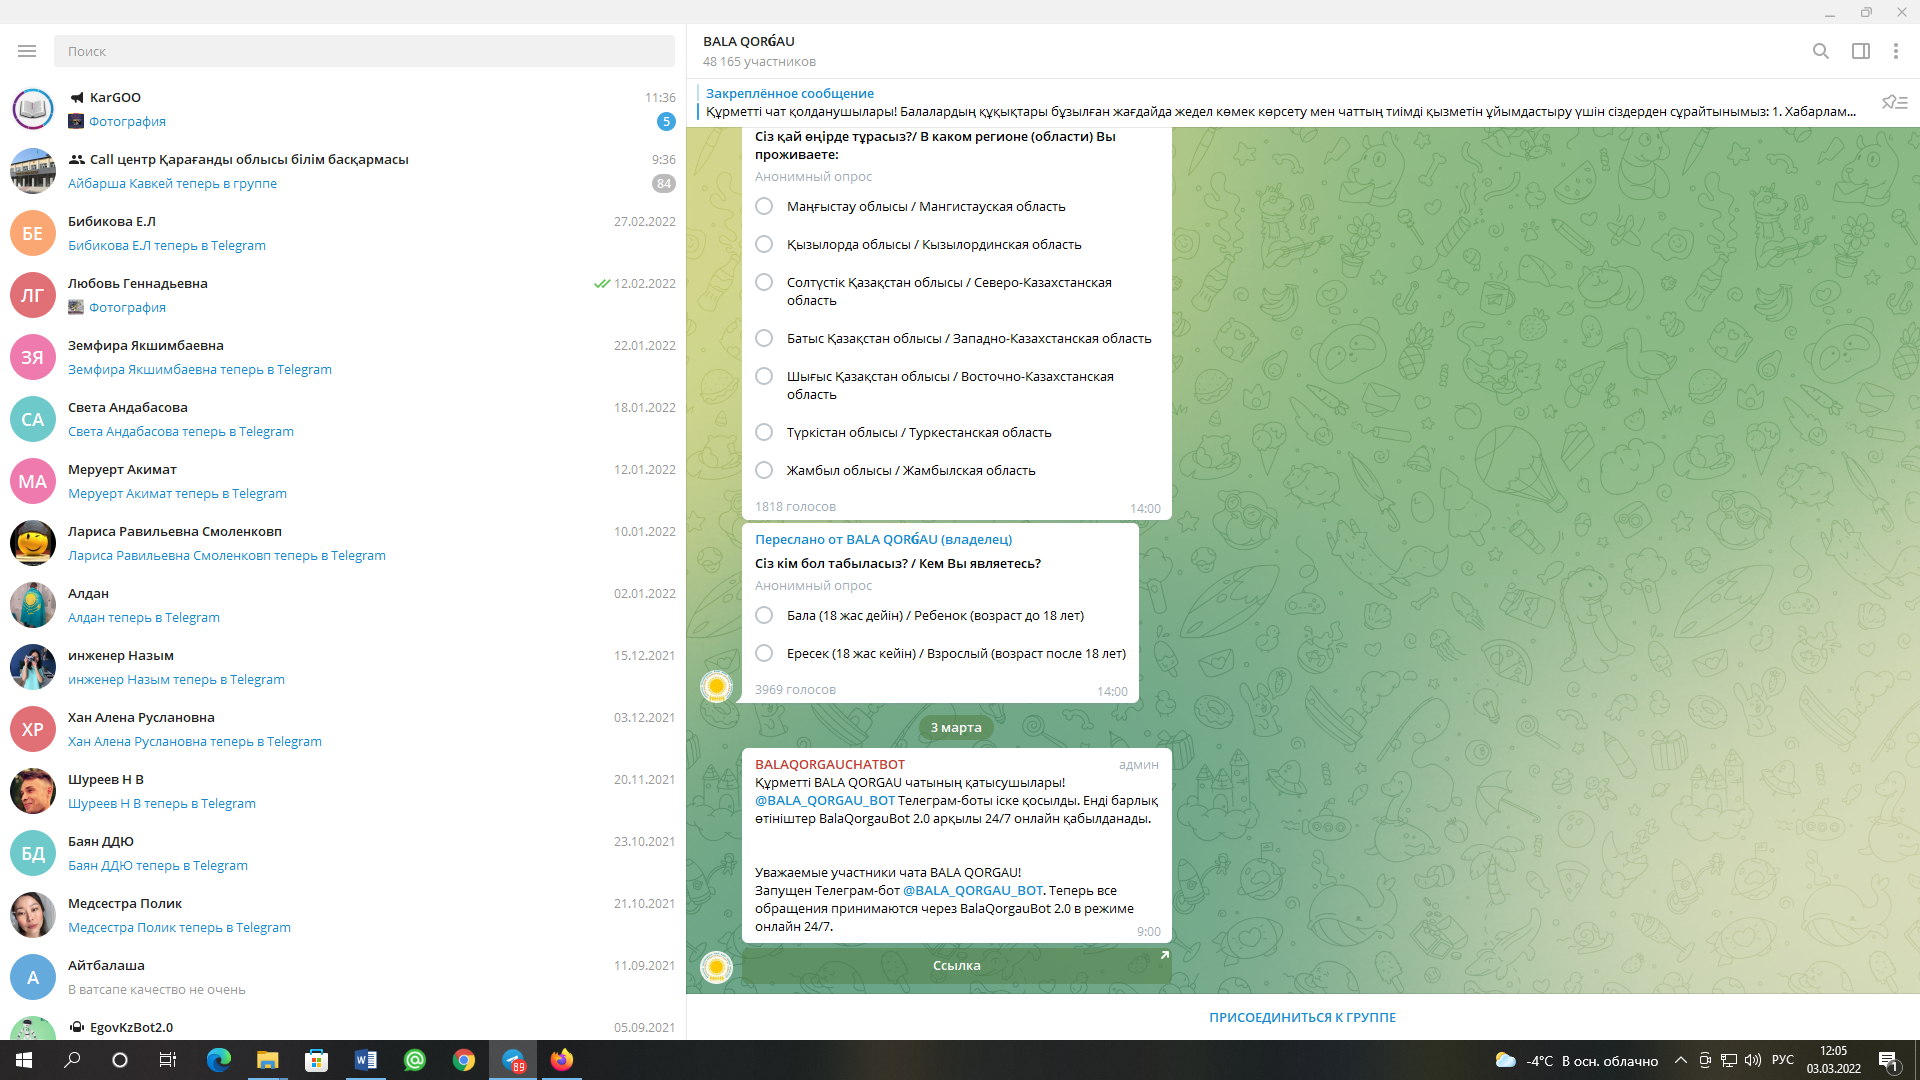 Поиск
KarGOO
11:36
Фотография
5
Call центр Қарағанды облысы білім басқармасы
9:36
Айбарша Кавкей теперь в группе
84
БЕ
Бибикова Е.Л
27.02.2022
Бибикова Е.Л теперь в Telegram
ЛГ
Любовь Геннадьевна
12.02.2022
Фотография
ЗЯ
Земфира Якшимбаевна
22.01.2022
Земфира Якшимбаевна теперь в Telegram
СА
Света Андабасова
18.01.2022
Света Андабасова теперь в Telegram
МА
Меруерт Акимат
12.01.2022
Меруерт Акимат теперь в Telegram
Лариса Равильевна Смоленковп
10.01.2022
Лариса Равильевна Смоленковп теперь в Telegram
Алдан
02.01.2022
Алдан теперь в Telegram
инженер Назым
15.12.2021
инженер Назым теперь в Telegram
ХР
Хан Алена Руслановна
03.12.2021
Хан Алена Руслановна теперь в Telegram
Шуреев Н В
20.11.2021
Шуреев Н В теперь в Telegram
БД
Баян ДДЮ
23.10.2021
Баян ДДЮ теперь в Telegram
Медсестра Полик
21.10.2021
Медсестра Полик теперь в Telegram
А
Айтбалаша
11.09.2021
В ватсапе качество не очень
EgovKzBot2.0
05.09.2021
BALA QORǴAU
48 165 участников
Закреплённое сообщение
Құрметті чат қолданушылары! Балалардың құқықтары бұзылған жағдайда жедел көмек көрсету мен чаттың тиімді қызметін ұйымдастыру үшін сіздерден сұрайтынымыз: 1. Хабарлам...
Сіз қай өңірде тұрасыз?/ В каком регионе (области) Вы
проживаете:
Анонимный опрос
Маңғыстау облысы / Мангистауская область
Қызылорда облысы / Кызылординская область
Солтүстік Қазақстан облысы / Северо-Казахстанская
область
Батыс Қазақстан облысы / Западно-Казахстанская область
Шығыс Қазақстан облысы / Восточно-Казахстанская
область
Түркістан облысы / Туркестанская область
Жамбыл облысы / Жамбылская область
1818 голосов
14:00
Переслано от BALA QORǴAU (владелец)
Сіз кім бол табыласыз? / Кем Вы являетесь?
Анонимный опрос
Бала (18 жас дейін) / Ребенок (возраст до 18 лет)
Ересек (18 жас кейін) / Взрослый (возраст после 18 лет)
3969 голосов
14:00
3 марта
BALAQORGAUCHATBOT
админ
Құрметті BALA QORGAU чатының қатысушылары!
@BALA_QORGAU_BOT Телеграм-боты іске қосылды. Енді барлық
өтініштер BalaQorgauBot 2.0 арқылы 24/7 онлайн қабылданады.
Уважаемые участники чата BALA QORGAU!
Запущен Телеграм-бот @BALA_QORGAU_BOT. Теперь все
обращения принимаются через BalaQorgauBot 2.0 в режиме
онлайн 24/7.
9:00
Ссылка
ПРИСОЕДИНИТЬСЯ К ГРУППЕ
89
-4°C В осн. облачно
РУС
12:05
03.03.2022
1